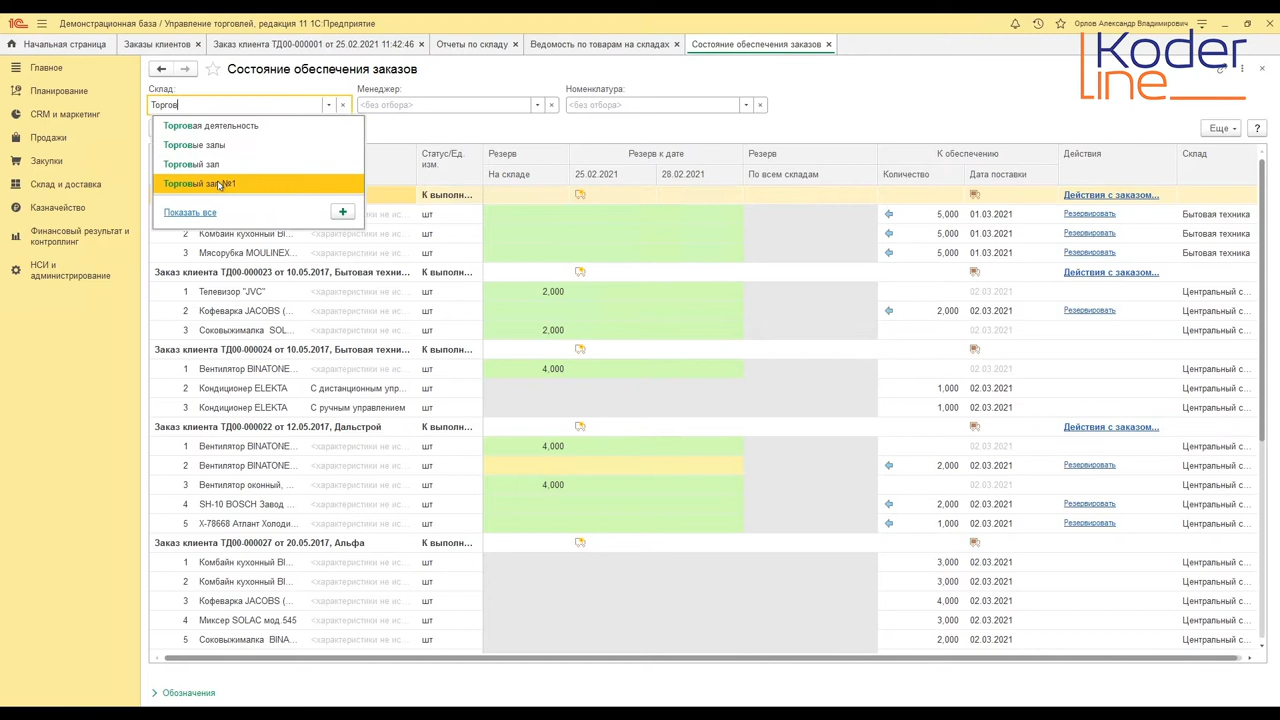 1С Демонстрационная база / Управление торговлей, редакция 11 1С:Предприятие Орлов Александр Владимирович
Начальная страница Заказы клиентов × Заказ клиента ТД00-000001 от 25.02.2021 11:42:46 × Отчеты по складу × Ведомость по товарам на складах × Состояние обеспечения заказов ×
Koder line
Главное
Планирование
CRM и маркетинг
Продажи
Закупки
Склад и доставка
Казначейство
Финансовый результат и
контроллинг
НСИ и
администрирование
Состояние обеспечения заказов
Склад: Менеджер: Номенклатура:
Торгов <без отбора> <без отбора>
Торговая деятельность
Торговые залы
Торговый зал
Торговый зал №1
Показать все
Еще ?
Статус/Ед. изм. Резерв Резерв к дате Резерв К обеспечению Действия Склад
На складе 25.02.2021 28.02.2021 По всем складам Количество Дата поставки
К выполн... Действия с заказом...
шт 5,000 01.03.2021 Резервировать Бытовая техника
2 Комбайн кухонный BI... <характеристики не ис... шт 5,000 01.03.2021 Резервировать Бытовая техника
3 Мясорубка MOULINEX... <характеристики не ис... шт 5,000 01.03.2021 Резервировать Бытовая техника
Заказ клиента ТД00-000023 от 10.05.2017, Бытовая техни... К выполн... Действия с заказом...
1 Телевизор "JVC" <характеристики не ис... шт 2,000 02.03.2021 Центральный с...
2 Кофеварка JACOBS (... <характеристики не ис... шт 2,000 02.03.2021 Резервировать Центральный с...
3 Соковыжималка SOL... <характеристики не ис... шт 2,000 02.03.2021 Центральный с...
Заказ клиента ТД00-000024 от 10.05.2017, Бытовая техни... К выполн...
1 Вентилятор BINATONE... <характеристики не ис... шт 4,000 02.03.2021 Центральный с...
2 Кондиционер ELEKTA С дистанционным упр... шт 1,000 02.03.2021 Центральный с...
3 Кондиционер ELEKTA С ручным управлением шт 1,000 02.03.2021 Центральный с...
Заказ клиента ТД00-000022 от 12.05.2017, Дальстрой К выполн... Действия с заказом...
1 Вентилятор BINATONE... <характеристики не ис... шт 4,000 02.03.2021 Центральный с...
2 Вентилятор BINATONE... <характеристики не ис... шт 2,000 02.03.2021 Резервировать Центральный с...
3 Вентилятор оконный, ... <характеристики не ис... шт 4,000 02.03.2021 Центральный с...
4 SH-10 BOSCH Завод ... <характеристики не ис... шт 2,000 02.03.2021 Резервировать Центральный с...
5 X-78668 Атлант Холоди... <характеристики не ис... шт 1,000 02.03.2021 Резервировать Центральный с...
Заказ клиента ТД00-000027 от 20.05.2017, Альфа К выполн...
1 Комбайн кухонный BI... <характеристики не ис... шт 3,000 02.03.2021 Центральный с...
2 Комбайн кухонный BI... <характеристики не ис... шт 3,000 02.03.2021 Центральный с...
3 Кофеварка JACOBS (... <характеристики не ис... шт 4,000 02.03.2021 Центральный с...
4 Миксер SOLAC мод.545 <характеристики не ис... шт 3,000 02.03.2021 Центральный с...
5 Соковыжималка BINA... <характеристики не ис... шт 2,000 02.03.2021 Центральный с...
Обозначения